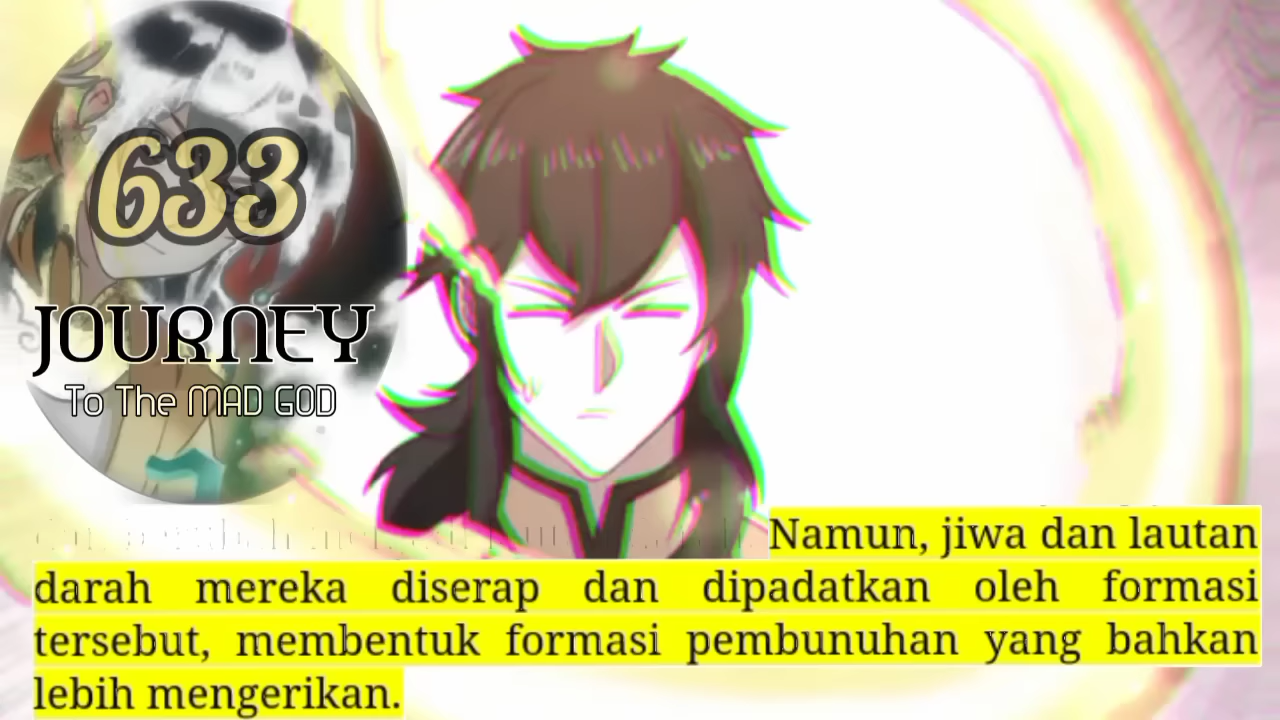 633
JOURNEY
To The MAD GOD
Namun, jiwa dan lautan
darah mereka diserap dan dipadatkan oleh formasi
tersebut, membentuk formasi pembunuhan yang bahkan
lebih mengerikan.